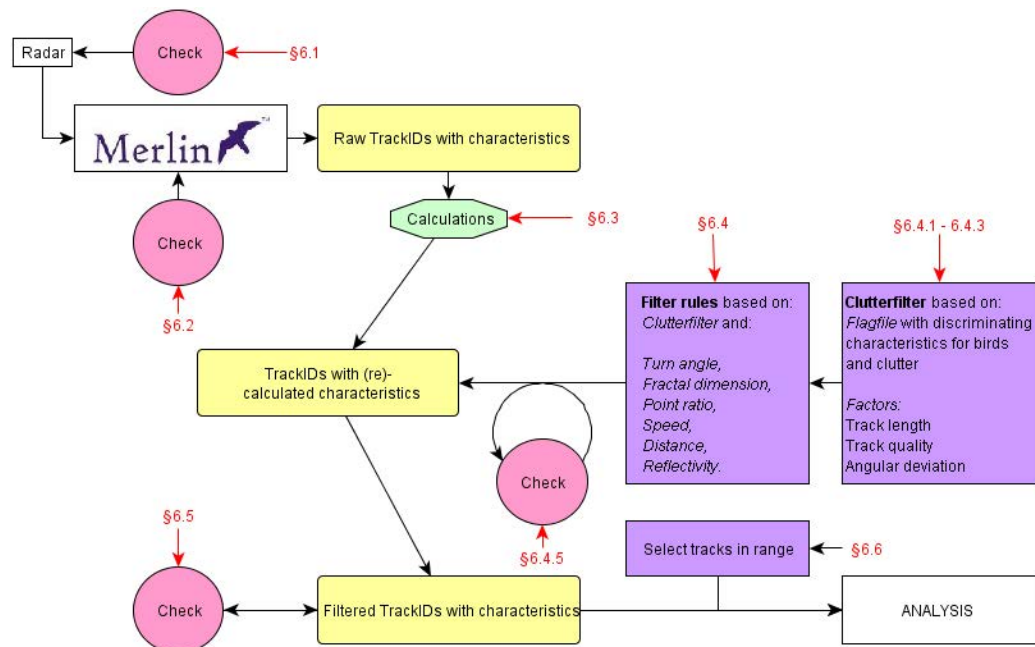 Radar
Check
§6.1
Merlin™
Raw TrackIDs with characteristics
Check
Calculations
§6.3
§6.4
§6.4.1 - 6.4.3
§6.2
Filter rules based on:
Clutterfilter and:
Turn angle,
Fractal dimension,
Point ratio,
Speed,
Distance,
Reflectivity.
Clutterfilter based on:
Flagfile with discriminating
characteristics for birds
and clutter
Factors:
Track length
Track quality
Angular deviation
TrackIDs with (re)-
calculated characteristics
Check
§6.4.5
§6.5
Select tracks in range
§6.6
Check
Filtered TrackIDs with characteristics
ANALYSIS